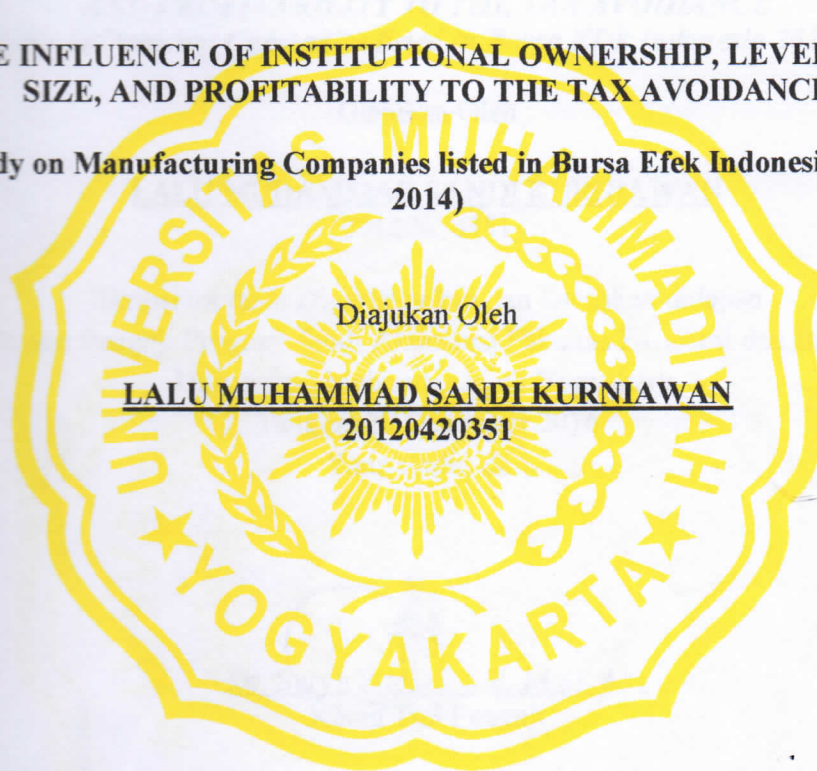 E INFLUENCE OF INSTITUTIONAL OWNERSHIP, LEVE
SIZE, AND PROFITABILITY TO THE TAX AVOIDANCE
dy on Manufacturing Companies listed in Bursa Efek Indonesi
2014)
Diajukan Oleh
LALU MUHAMMAD SANDI KURNIAWAN
20120420351
UNIVERSITAS MUHAMMADIYAH
★ YOGYAKARTA ★